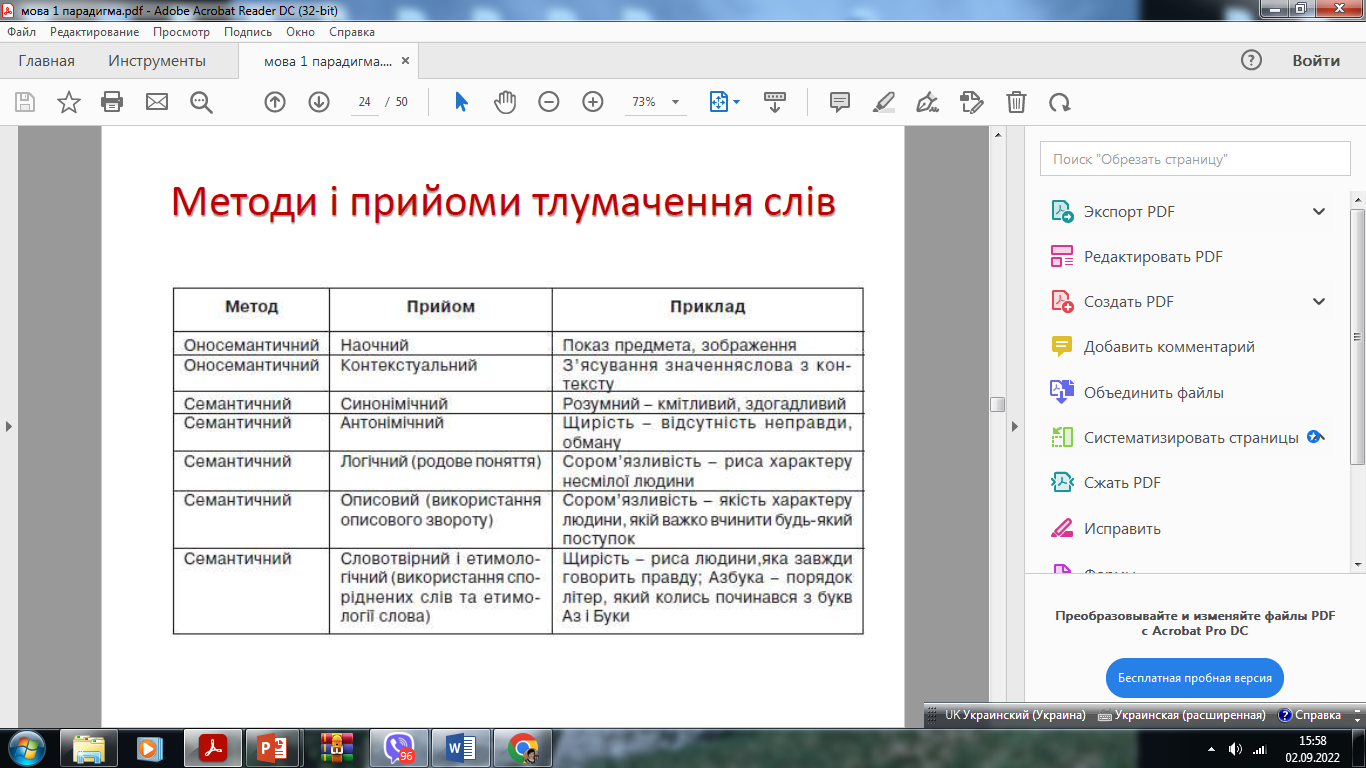 мова 1 парадигма.pdf - Adobe Acrobat Reader DC (32-bit)
Файл Редактирование Просмотр Подпись Окно Справка
Главная Инструменты мова 1 парадигма.... × Войти
24 / 50 73%
Методи і прийоми тлумачення слів
Метод Прийом Приклад
Оносемантичний Наочний Показ предмета, зображення
Оносемантичний Контекстуальний З’ясування значенняслова з кон-
тексту
Семантичний Синонімічний Розумний – кмітливий, здогадливий
Семантичний Антонімічний Щирість – відсутність неправди,
обману
Семантичний Логічний (родове поняття) Сором’язливість – риса характеру
несмілої людини
Семантичний Описовий (використання Сором’язливість – якість характеру
описового звороту) людини, якій важко вчинити будь-який
поступок
Семантичний Словотвірний і етимоло- Щирість – риса людини,яка завжди
гічний (використання спо- говорить правду; Азбука – порядок
ріднених слів та етимо- літер, який колись починався з букв
логії слова) Аз і Буки
Поиск "Обрезать страницу"
Экспорт PDF
Редактировать PDF
Создать PDF
Добавить комментарий
Объединить файлы
Систематизировать страницы
Сжать PDF
Исправить
Преобразовывайте и изменяйте файлы PDF
с Acrobat Pro DC
Бесплатная пробная версия
UK Украинский (Украина) Украинская (расширенная) Справка
96
15:58
02.09.2022